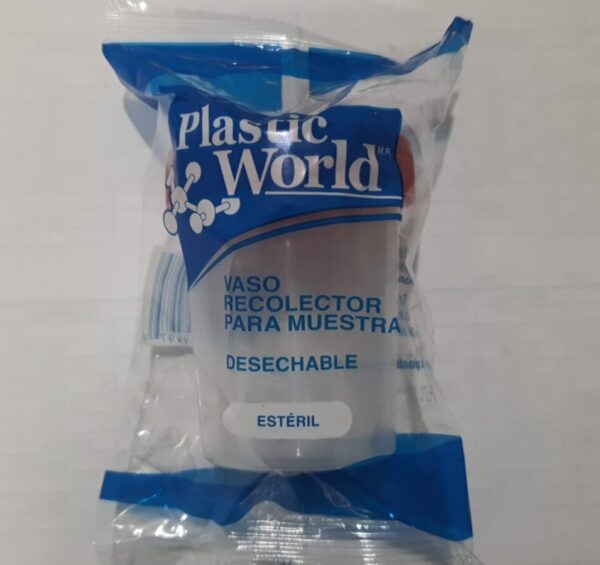 Plastic
World M.R.
VASO
RECOLECTOR
PARA MUESTRA
DESECHABLE
ESTÉRIL